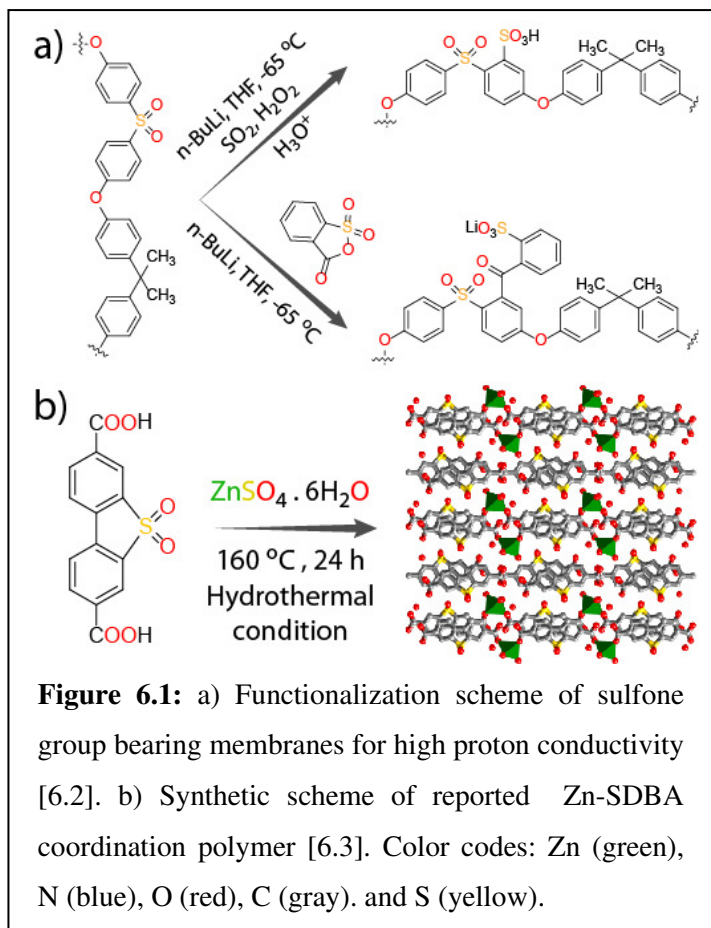 a)
O
n-BuLi, THF, -65 °C
SO₂, H₂O₂
H₃O⁺
O O
S
SO₃H
CH₃
H₃C
O
O
O
S
O
O
O
O
S
O
O
LiO₃S
O
CH₃
CH₃
n-BuLi, THF, -65 °C
O O
S
CH₃
H₃C
O
O
b)
COOH
S
O
O
COOH
ZnSO₄ . 6H₂O
160 °C , 24 h
Hydrothermal
condition
Figure 6.1: a) Functionalization scheme of sulfone
group bearing membranes for high proton conductivity
[6.2]. b) Synthetic scheme of reported Zn-SDBA
coordination polymer [6.3]. Color codes: Zn (green),
N (blue), O (red), C (gray). and S (yellow).